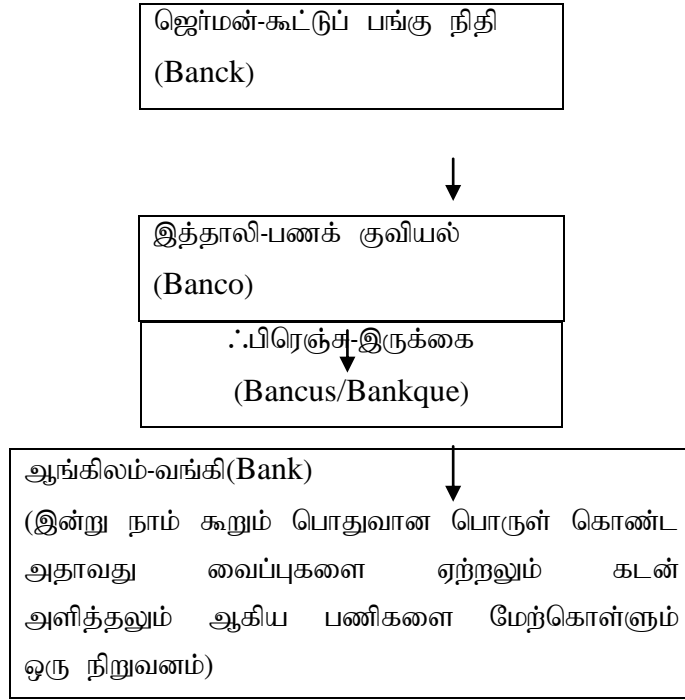 ஜெர்மன்-கூட்டுப் பங்கு நிதி
(Banck)
இத்தாலி-பணக் குவியல்
(Banco)
ஃபிரெஞ்சு-இருக்கை
(Bancus/Bankque)
ஆங்கிலம்-வங்கி(Bank)
(இன்று நாம் கூறும் பொதுவான பொருள் கொண்ட
அதாவது வைப்புகளை ஏற்றலும் கடன்
அளித்தலும் ஆகிய பணிகளை மேற்கொள்ளும்
ஒரு நிறுவனம்)